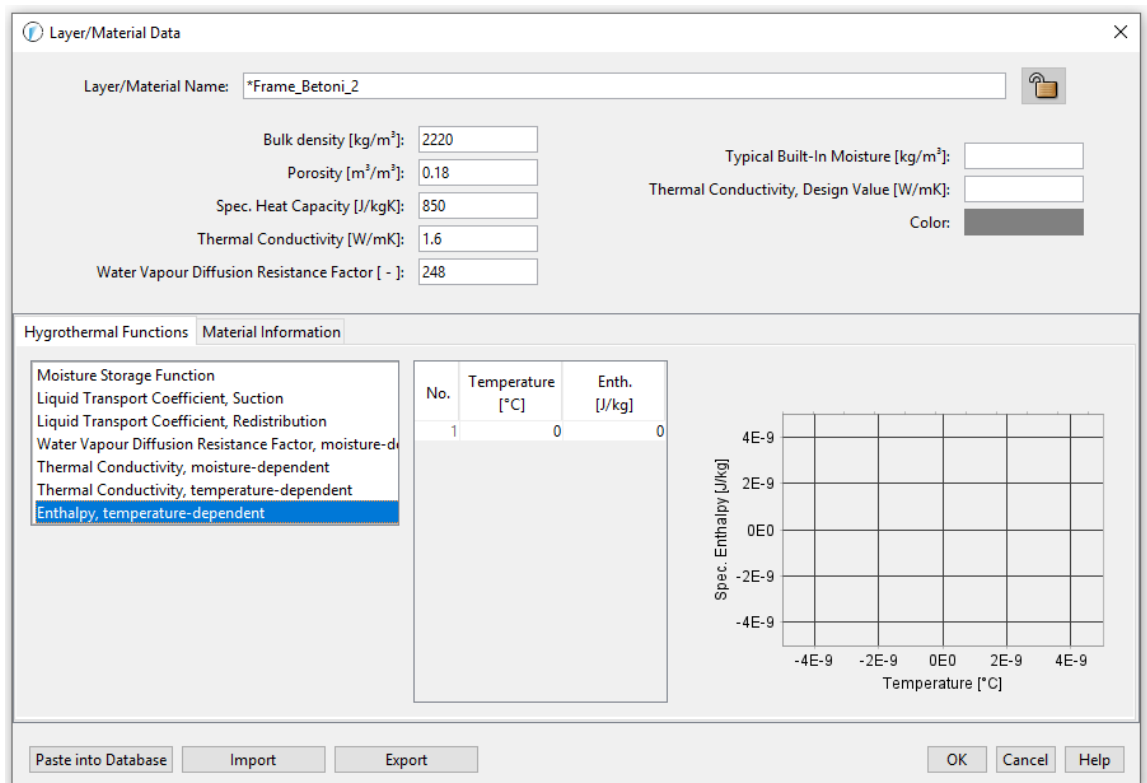 Layer/Material Data
Layer/Material Name: *Frame_Betoni_2
Bulk density [kg/m³]: 2220
Porosity [m³/m³]: 0.18
Spec. Heat Capacity [J/kgK]: 850
Thermal Conductivity [W/mK]: 1.6
Water Vapour Diffusion Resistance Factor [ - ]: 248
Typical Built-In Moisture [kg/m³]:
Thermal Conductivity, Design Value [W/mK]:
Color:
Hygrothermal Functions Material Information
Moisture Storage Function
Liquid Transport Coefficient, Suction
Liquid Transport Coefficient, Redistribution
Water Vapour Diffusion Resistance Factor, moisture-de
Thermal Conductivity, moisture-dependent
Thermal Conductivity, temperature-dependent
Enthalpy, temperature-dependent
No. Temperature [°C] Enth. [J/kg]
1 0 0
Spec. Enthalpy [J/kg]
4E-9
2E-9
0E0
-2E-9
-4E-9
-4E-9 -2E-9 0E0 2E-9 4E-9
Temperature [°C]
Paste into Database Import Export OK Cancel Help